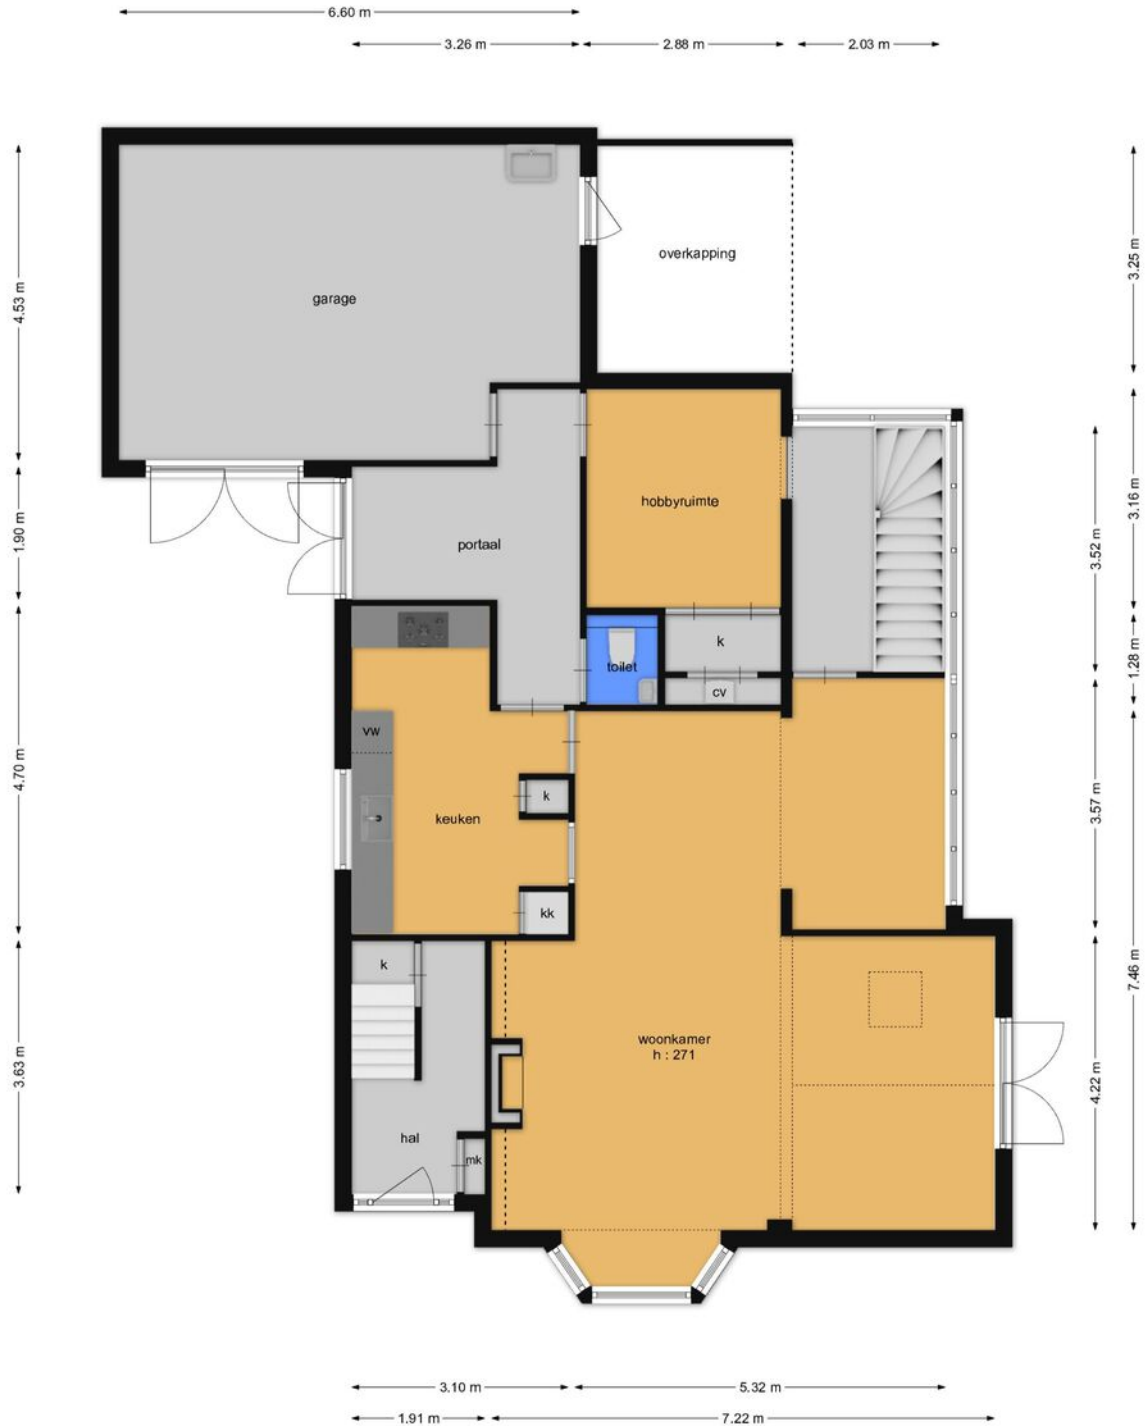 6.60 m
3.26 m
2.88 m
2.03 m
4.53 m
3.25 m
overkapping
garage
hobbyruimte
3.16 m
1.90 m
portaal
3.52 m
k
toilet
1.28 m
cv
vw
4.70 m
k
keuken
3.57 m
kk
k
7.46 m
woonkamer
h : 271
3.63 m
4.22 m
hal
mk
3.10 m
5.32 m
1.91 m
7.22 m